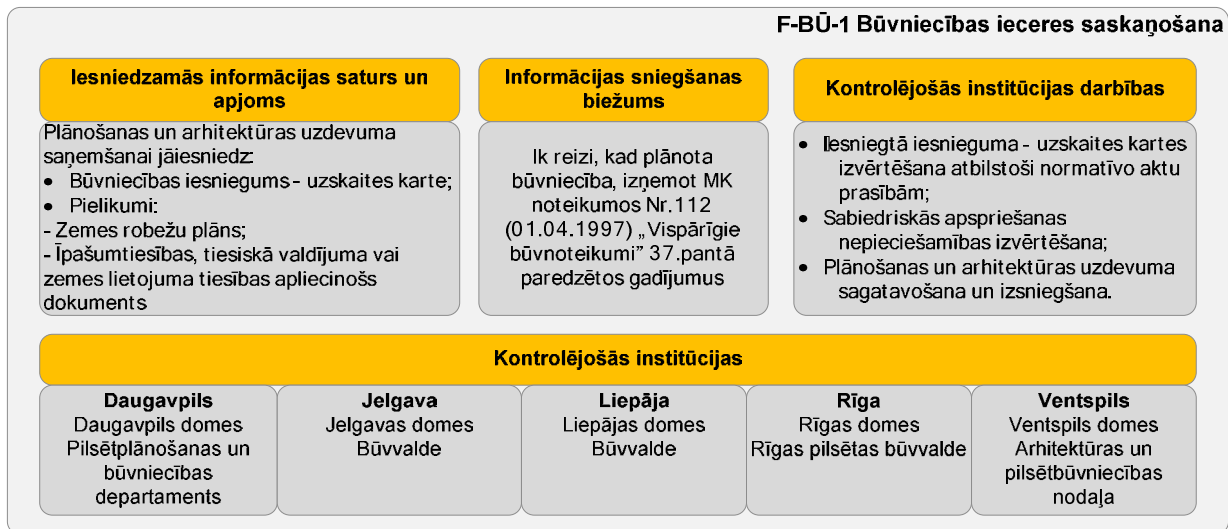 F-BŪ-1 Būvniecības ieceres saskaņošana
Iesniedzamās informācijas saturs un
apjoms
Plānošanas un arhitektūras uzdevuma
saņemšanai jāiesniedz:
• Būvniecības iesniegums - uzskaites karte;
• Pielikumi:
- Zemes robežu plāns;
- Īpašumtiesības, tiesiskā valdījuma vai
zemes lietojuma tiesības apliecinošs
dokuments
Informācijas sniegšanas
biežums
Ik reizi, kad plānota
būvniecība, izņemot MK
noteikumos Nr.112
(01.04.1997) „Vispārīgie
būvnoteikumi” 37.pantā
paredzētos gadījumus
Kontrolējošās institūcijas darbības
• Iesniegtā iesnieguma - uzskaites kartes
izvērtēšana atbilstoši normatīvo aktu
prasībām;
• Sabiedriskās apspriešanas
nepieciešamības izvērtēšana;
• Plānošanas un arhitektūras uzdevuma
sagatavošana un izsniegšana.
Kontrolējošās institūcijas
Daugavpils
Daugavpils domes
Pilsētplānošanas un
būvniecības
departaments
Jelgava
Jelgavas domes
Būvvalde
Liepāja
Liepājas domes
Būvvalde
Rīga
Rīgas domes
Rīgas pilsētas būvvalde
Ventspils
Ventspils domes
Arhitektūras un
pilsētbūvniecības
nodaļa